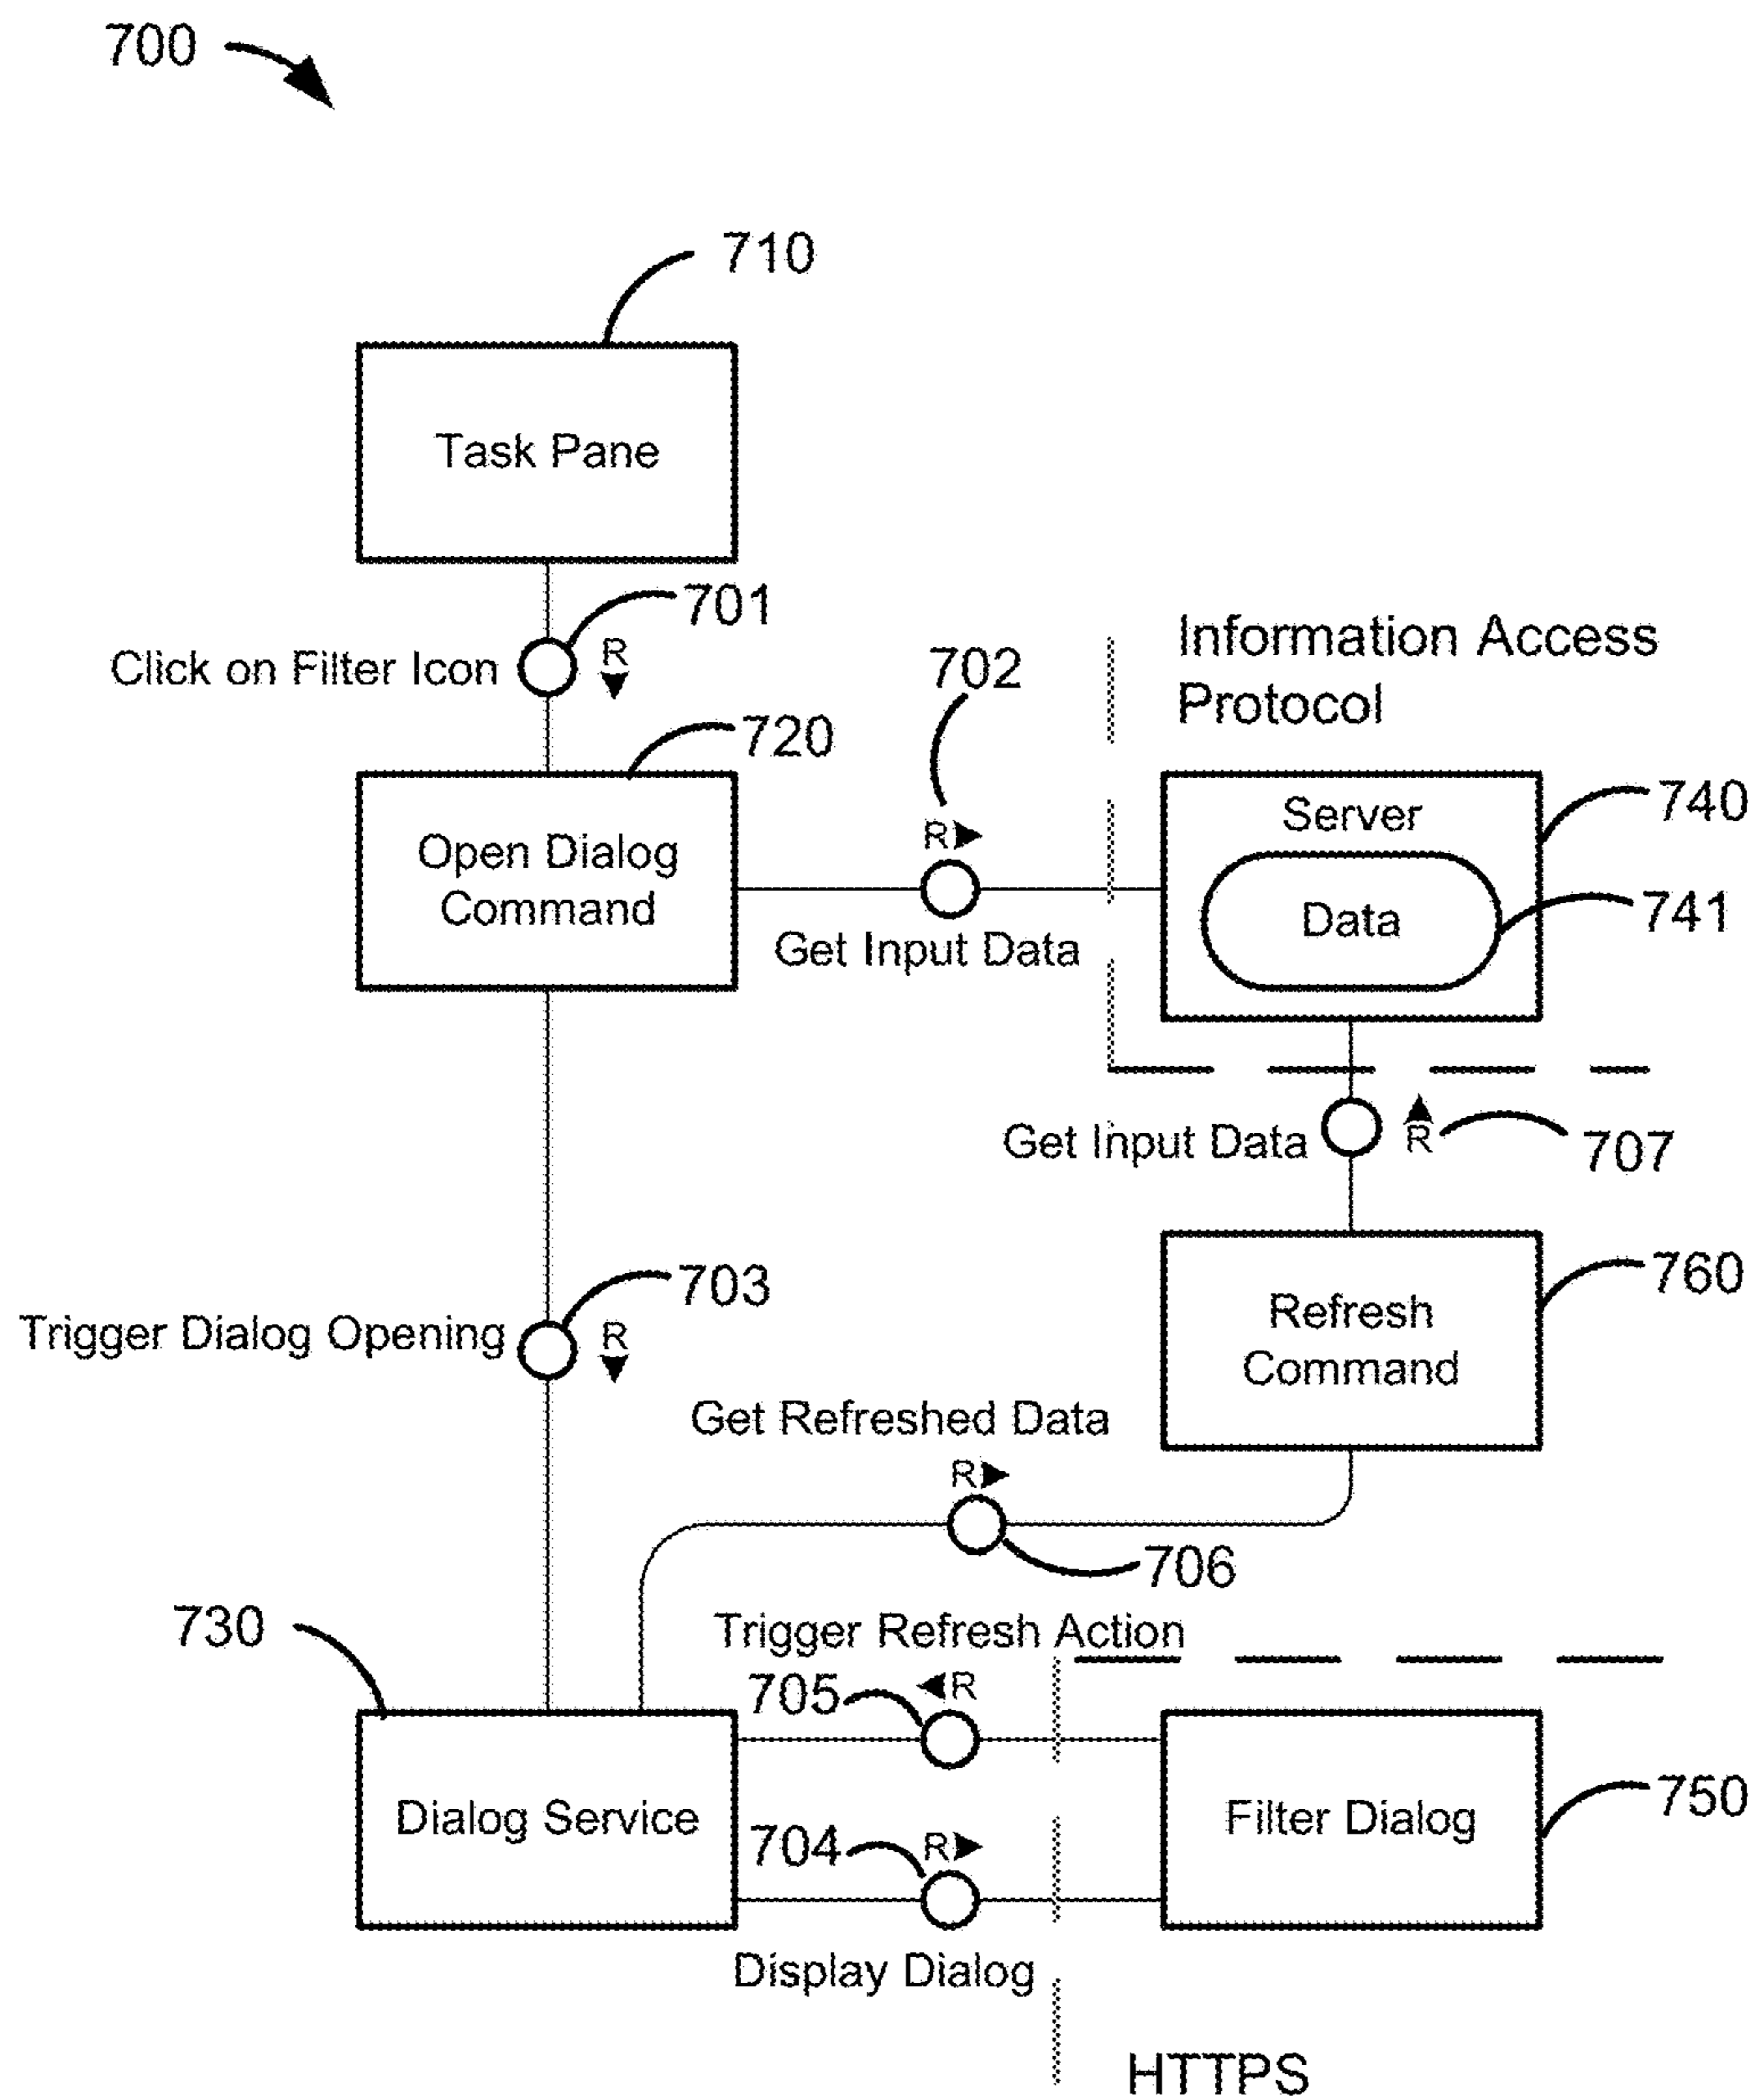 700
710
Task Pane
701
Click on Filter Icon
R
702
Information Access
Protocol
720
Open Dialog
Command
R
Get Input Data
Server
740
Data
741
Get Input Data
R
707
703
Trigger Dialog Opening
R
760
Refresh
Command
Get Refreshed Data
R
706
730
Trigger Refresh Action
705
R
Dialog Service
704
R
Filter Dialog
750
Display Dialog
HTTPS